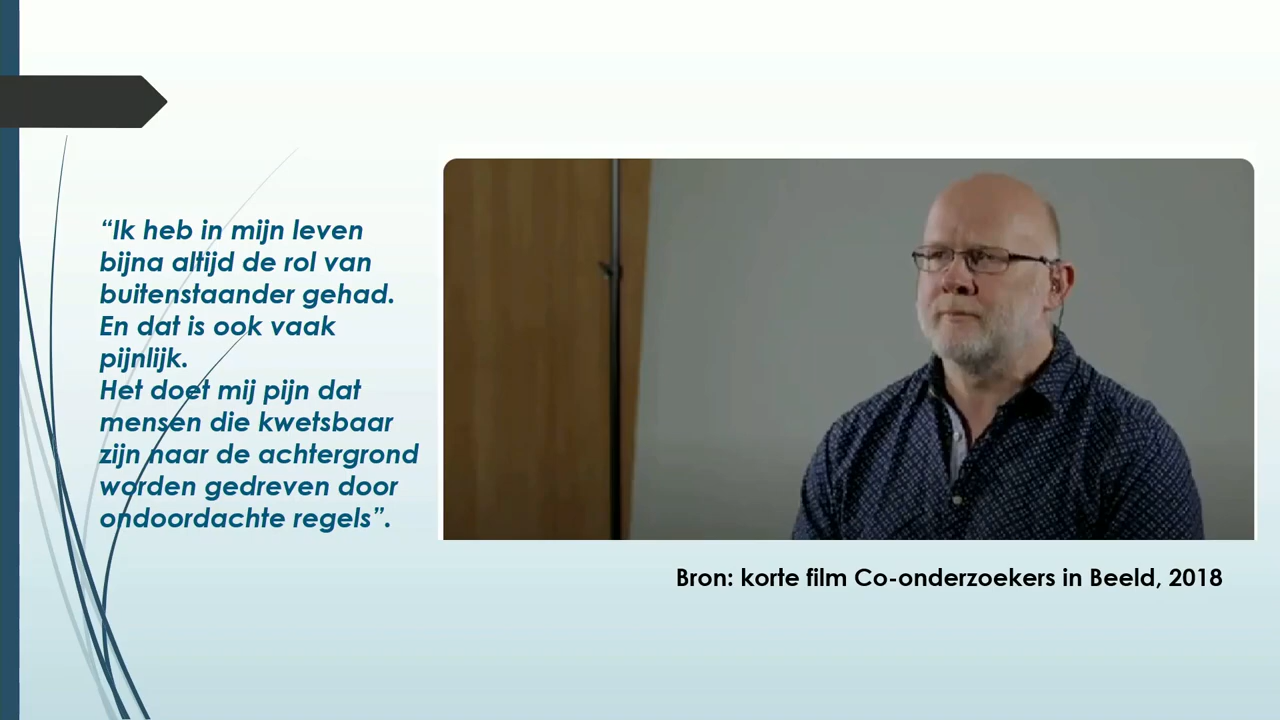 “Ik heb in mijn leven
bijna altijd de rol van
buitenstaander gehad.
En dat is ook vaak
pijnlijk.
Het doet mij pijn dat
mensen die kwetsbaar
zijn naar de achtergrond
worden gedreven door
ondoordachte regels”.
Bron: korte film Co-onderzoekers in Beeld, 2018